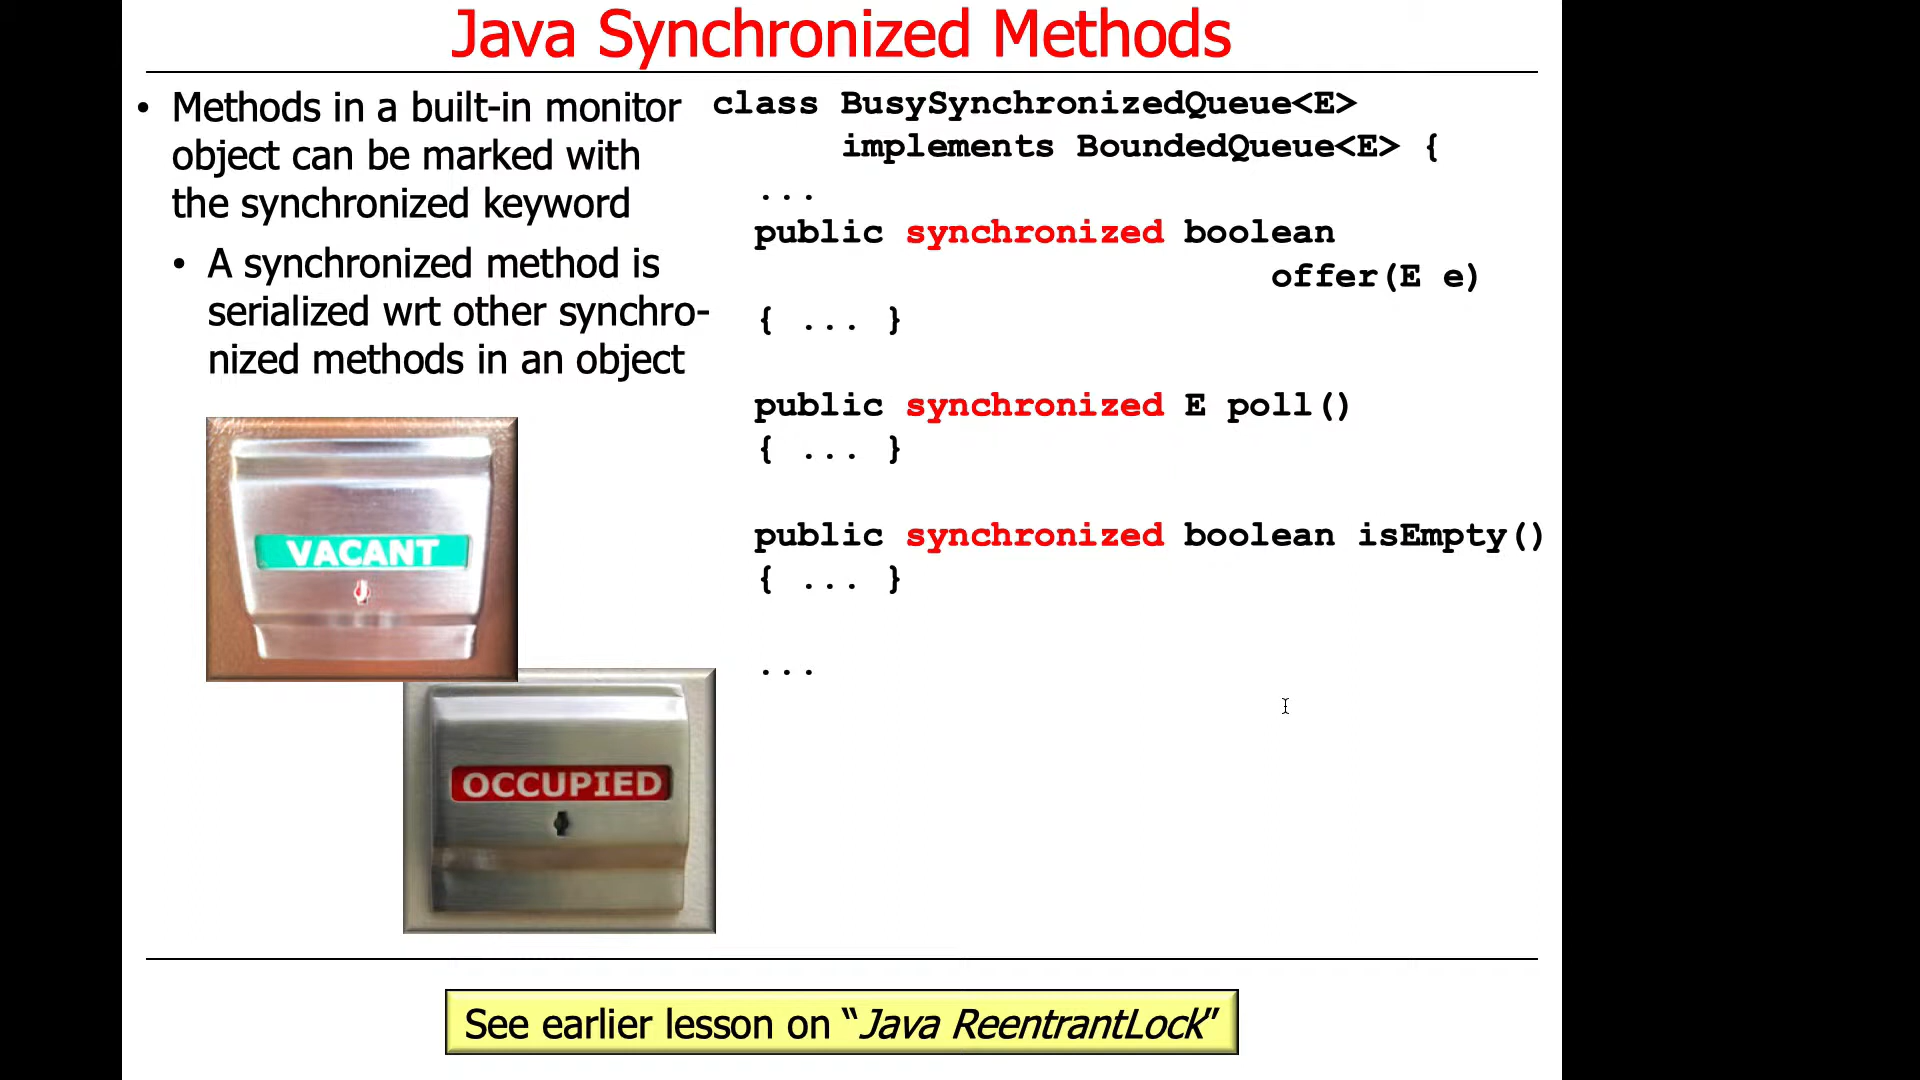 Java Synchronized Methods
• Methods in a built-in monitor
object can be marked with
the synchronized keyword
• A synchronized method is
serialized wrt other synchro-
nized methods in an object
class BusySynchronizedQueue<E>
implements BoundedQueue<E> {
...
public synchronized boolean
offer(E e)
{ ... }
public synchronized E poll()
{ ... }
public synchronized boolean isEmpty()
{ ... }
...
VACANT
OCCUPIED
See earlier lesson on “Java ReentrantLock”